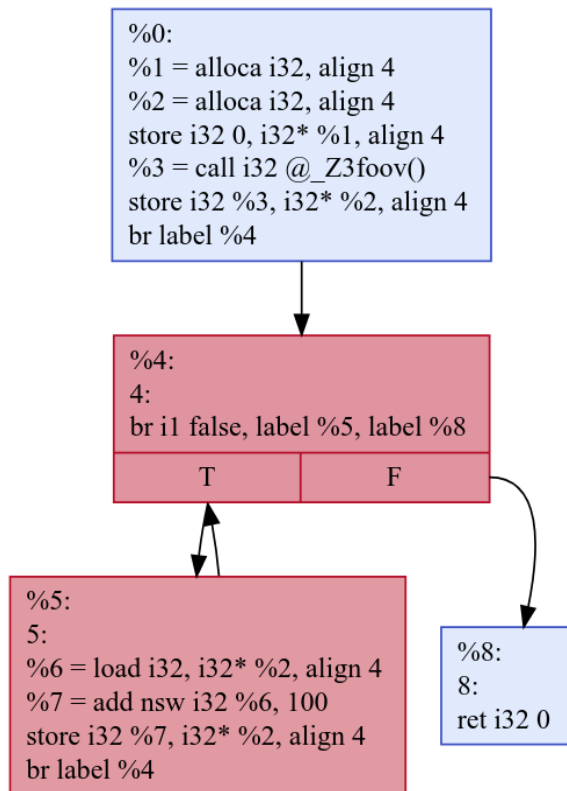 %0:
%1 = alloca i32, align 4
%2 = alloca i32, align 4
store i32 0, i32* %1, align 4
%3 = call i32 @_Z3foov()
store i32 %3, i32* %2, align 4
br label %4
%4:
4:
br i1 false, label %5, label %8
T
F
%5:
5:
%6 = load i32, i32* %2, align 4
%7 = add nsw i32 %6, 100
store i32 %7, i32* %2, align 4
br label %4
%8:
8:
ret i32 0